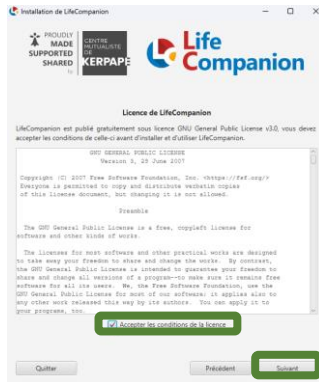 Installation de LifeCompanion
PROUDLY
MADE
SUPPORTED
SHARED
by
CENTRE
MUTUALISTE
DE
KERPAPE
Life
Companion
Licence de LifeCompanion
LifeCompanion est publié gratuitement sous licence GNU General Public License v3.0, vous devez
accepter les conditions de celle-ci avant d'installer et d'utiliser LifeCompanion.
GNU GENERAL PUBLIC LICENSE
Version 3, 29 June 2007
Copyright (C) 2007 Free Software Foundation, Inc. <https://fsf.org/>
Everyone is permitted to copy and distribute verbatim copies
of this license document, but changing it is not allowed.
Preamble
The GNU General Public License is a free, copyleft license for
software and other kinds of works.
The licenses for most software and other practical works are designed
to take away your freedom to share and change the works. By contrast,
the GNU General Public License is intended to guarantee your freedom to
share and change all versions of a program--to make sure it remains free
software for all its users. We, the Free Software Foundation, use the
GNU General Public License for most of our software; it applies also to
any other work released this way by its authors. You can apply it to
your programs, too.
Accepter les conditions de la licence
Quitter
Précédent
Suivant